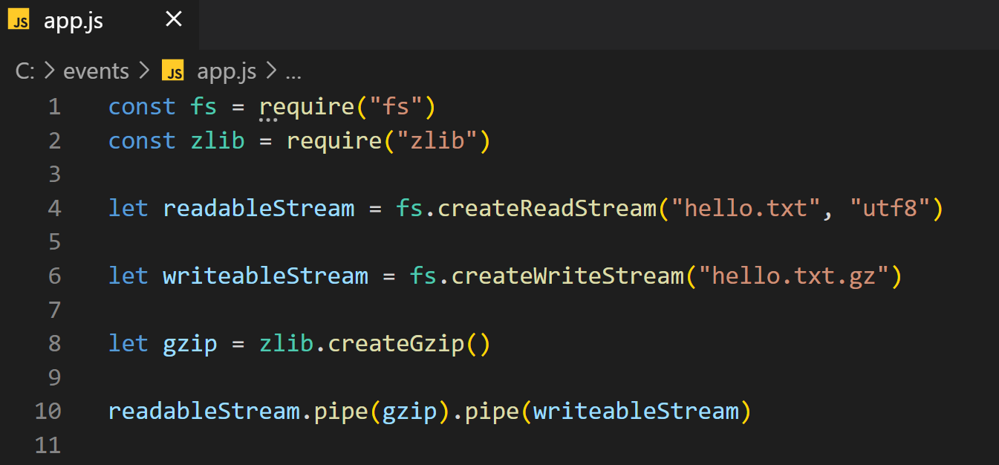 JS app.js ×
C: > events > JS app.js > ...
1 const fs = require("fs")
2 const zlib = require("zlib")
3
4 let readableStream = fs.createReadStream("hello.txt", "utf8")
5
6 let writeableStream = fs.createWriteStream("hello.txt.gz")
7
8 let gzip = zlib.createGzip()
9
10 readableStream.pipe(gzip).pipe(writeableStream)
11